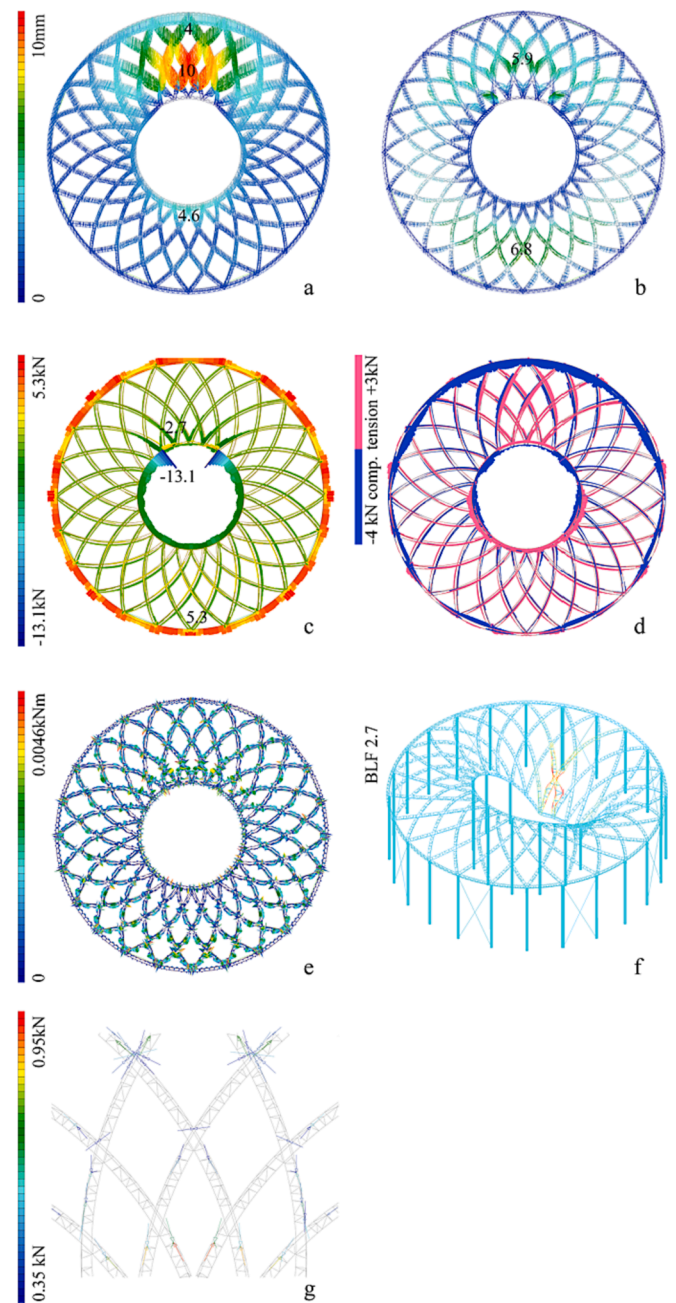 10mm
0
4
10
4.6
a
5.9
6.8
b
5.3kN
-13.1kN
2.7
-13.1
5.3
c
-4 kN comp. tension +3kN
d
0.0046kNm
0
e
BLF 2.7
f
0.95kN
0.35 kN
g